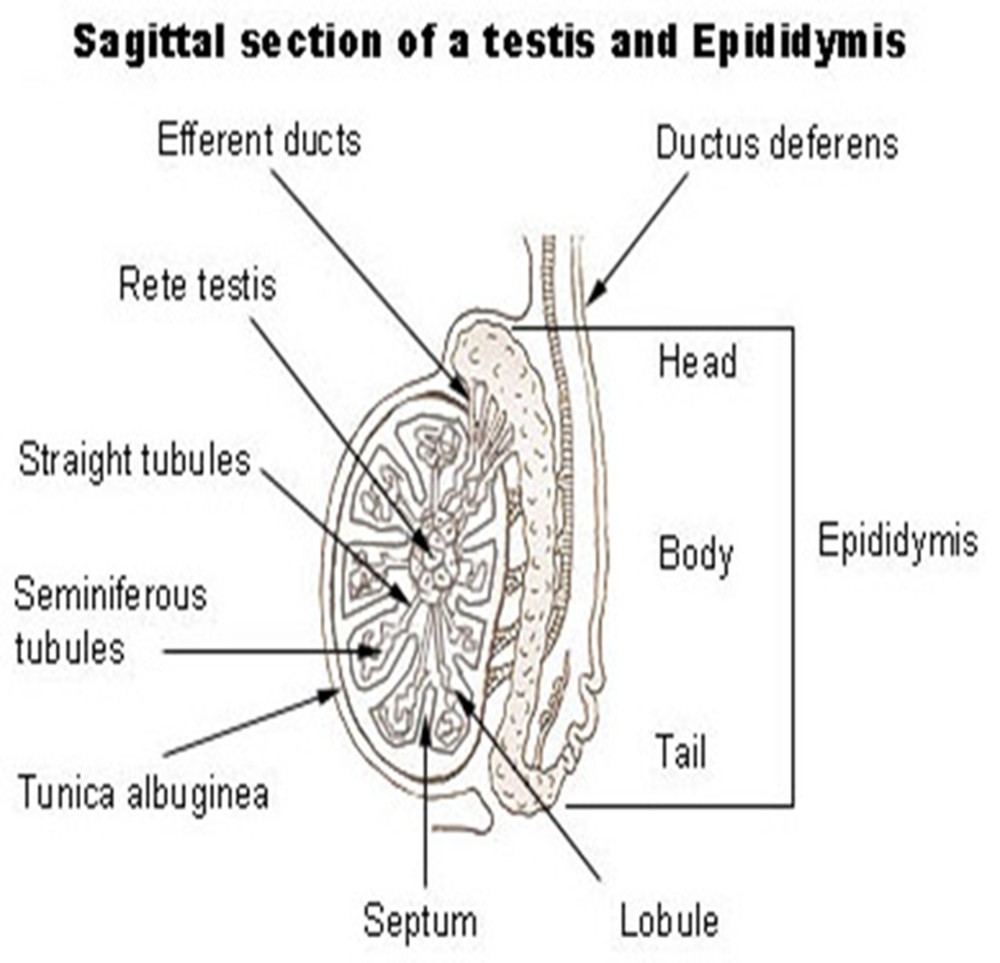 Sagittal section of a testis and Epididymis
Efferent ducts
Ductus deferens
Rete testis
Head
Straight tubules
Body
Epididymis
Seminiferous
tubules
Tail
Tunica albuginea
Septum
Lobule